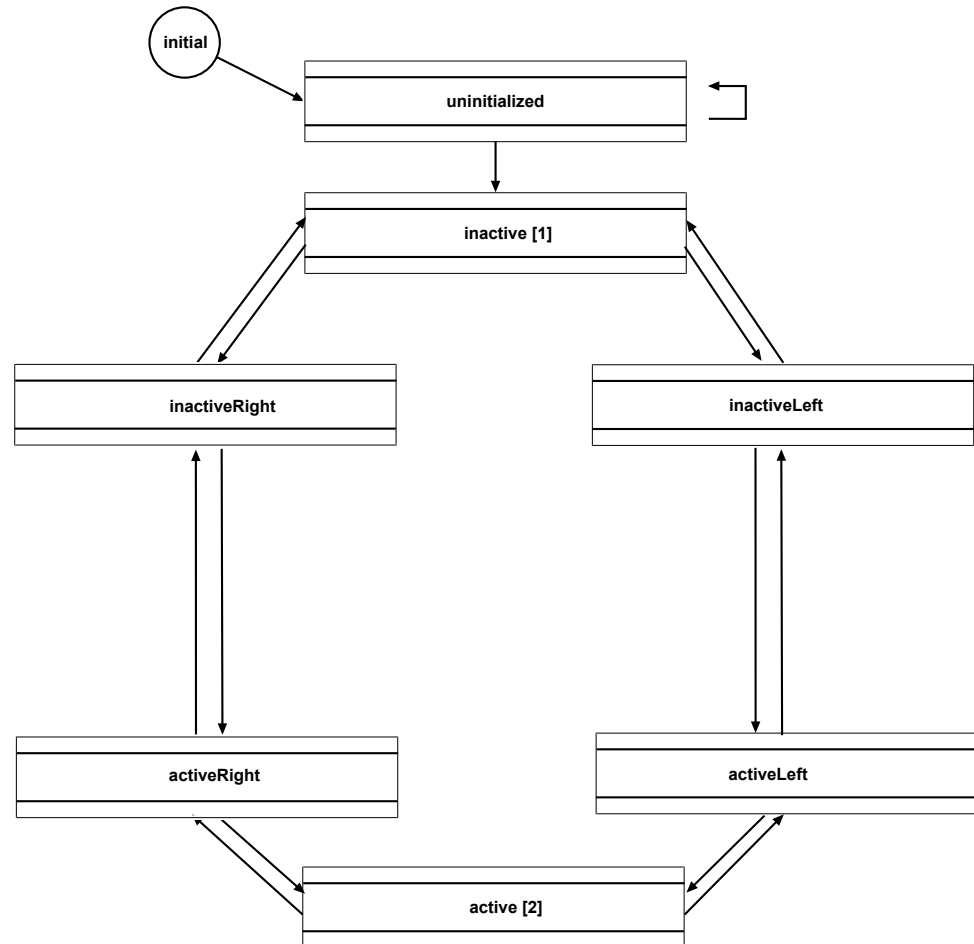 initial
uninitialized
inactive [1]
inactiveRight
inactiveLeft
activeRight
activeLeft
active [2]